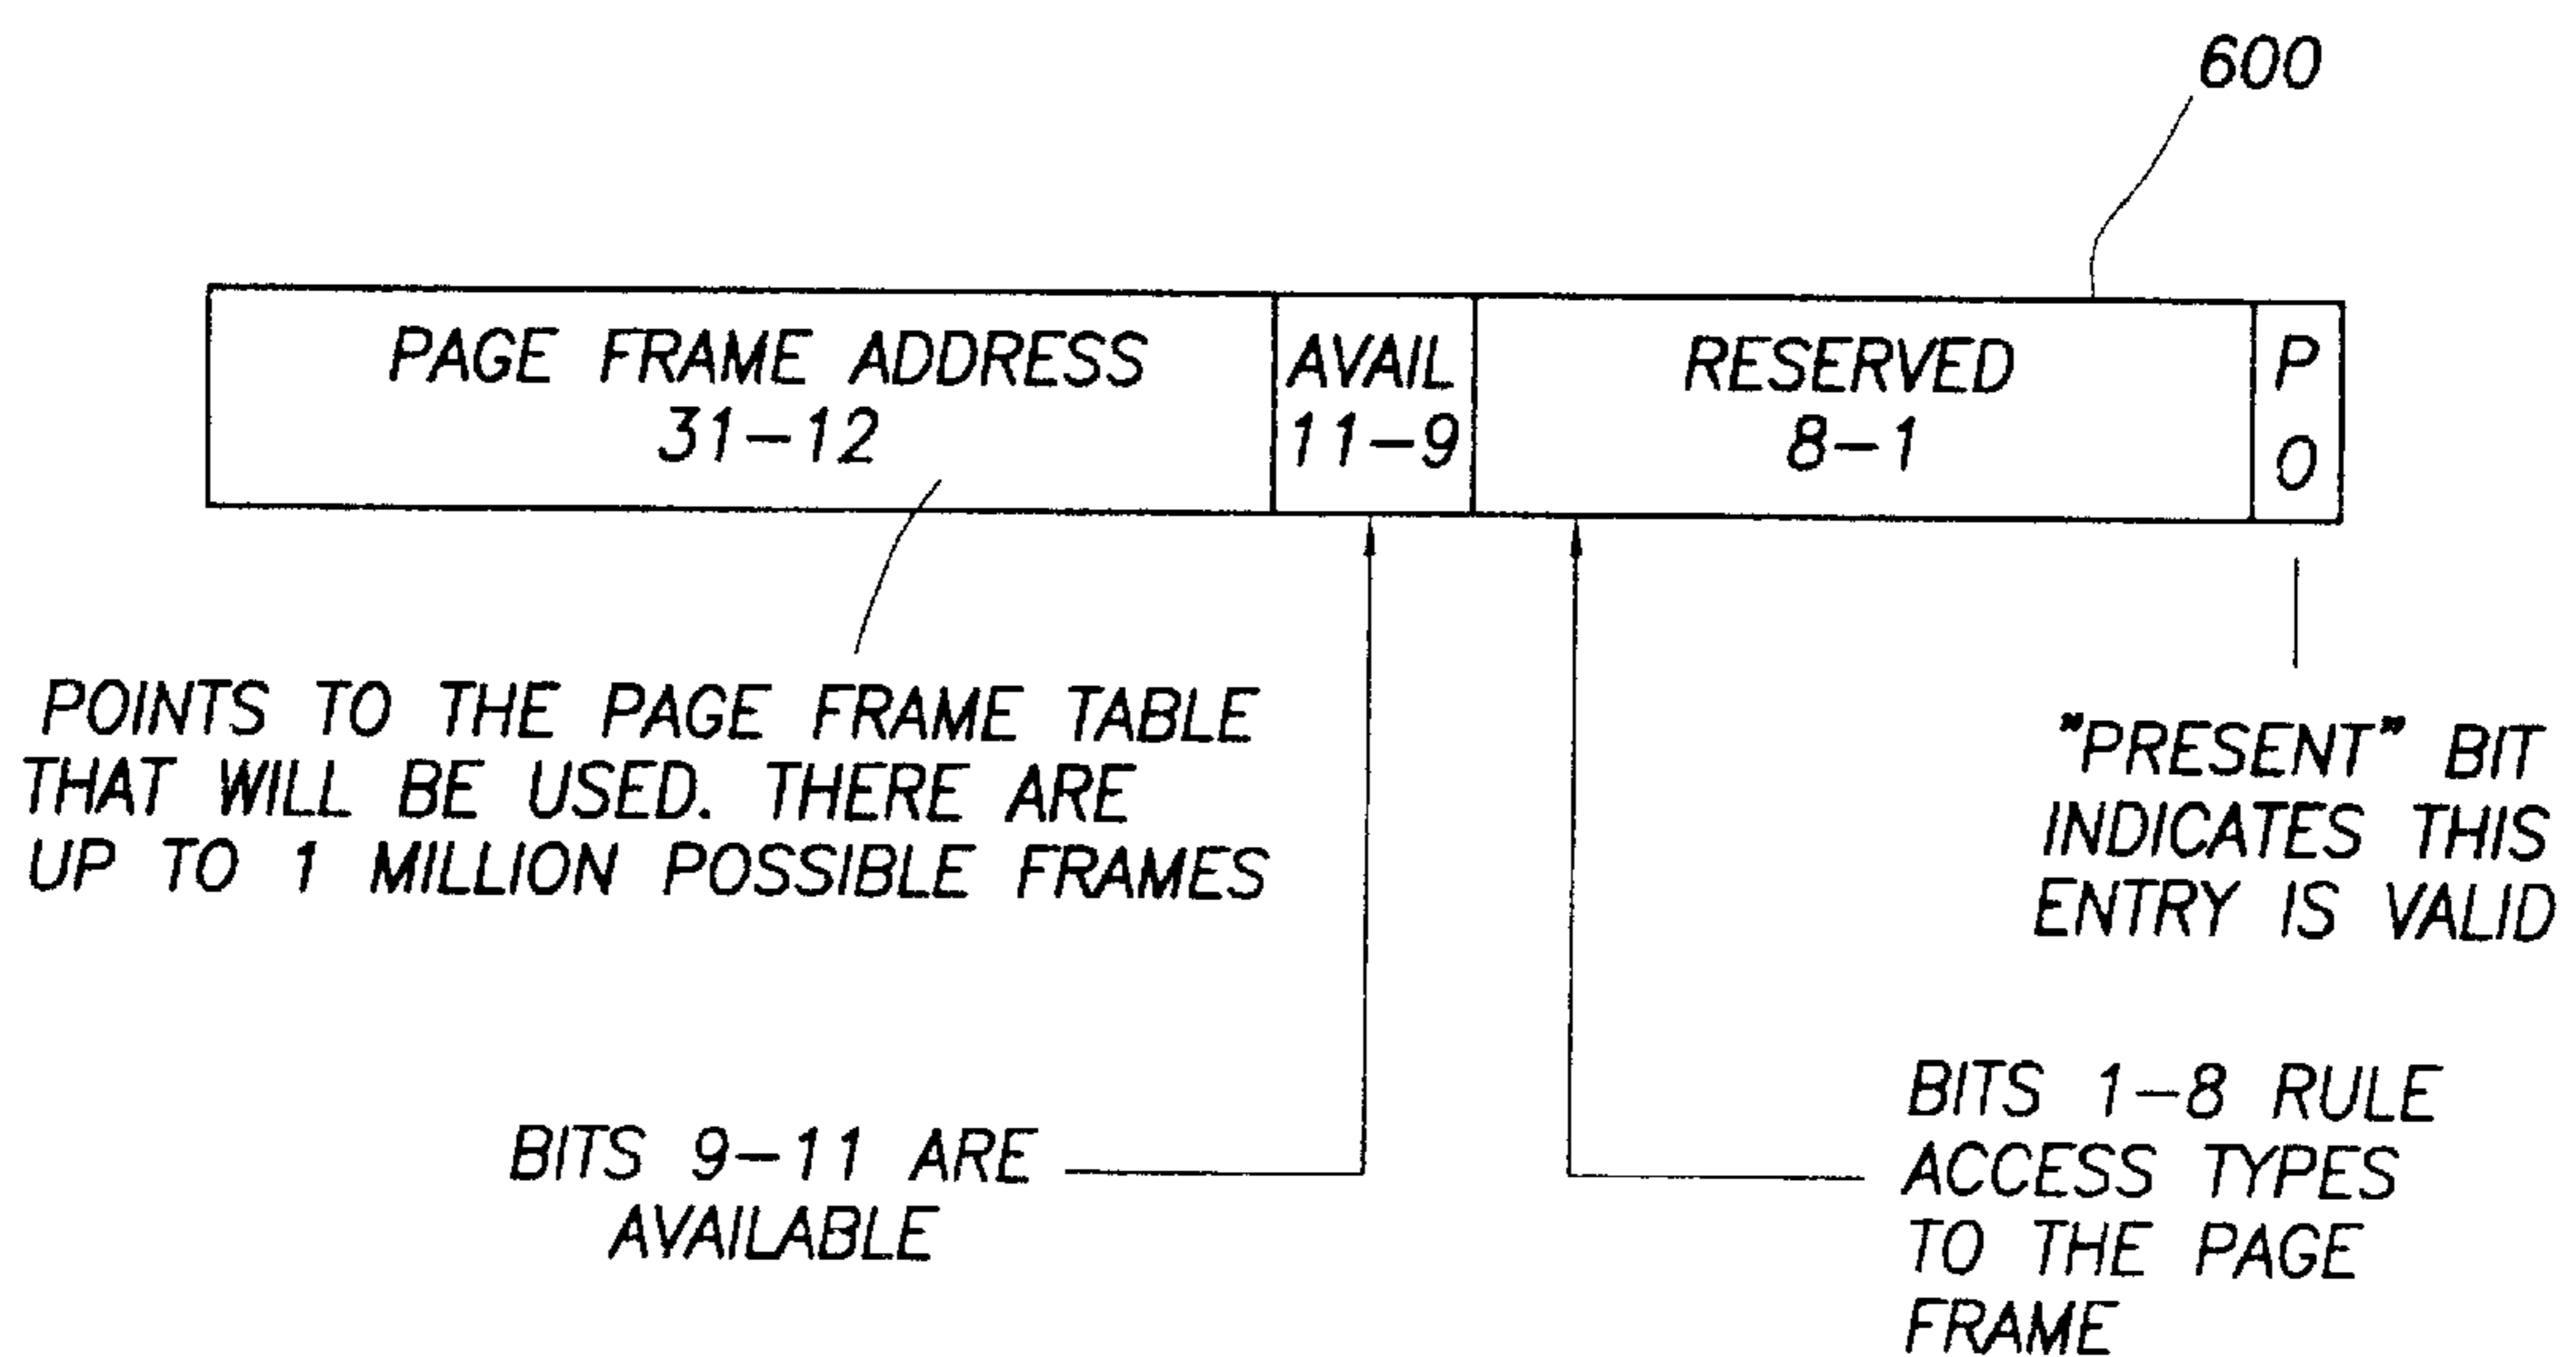 600
PAGE FRAME ADDRESS
31-12
AVAIL
11-9
RESERVED
8-1
P
0
POINTS TO THE PAGE FRAME TABLE
THAT WILL BE USED. THERE ARE
UP TO 1 MILLION POSSIBLE FRAMES
"PRESENT" BIT
INDICATES THIS
ENTRY IS VALID
BITS 9-11 ARE
AVAILABLE
BITS 1-8 RULE
ACCESS TYPES
TO THE PAGE
FRAME